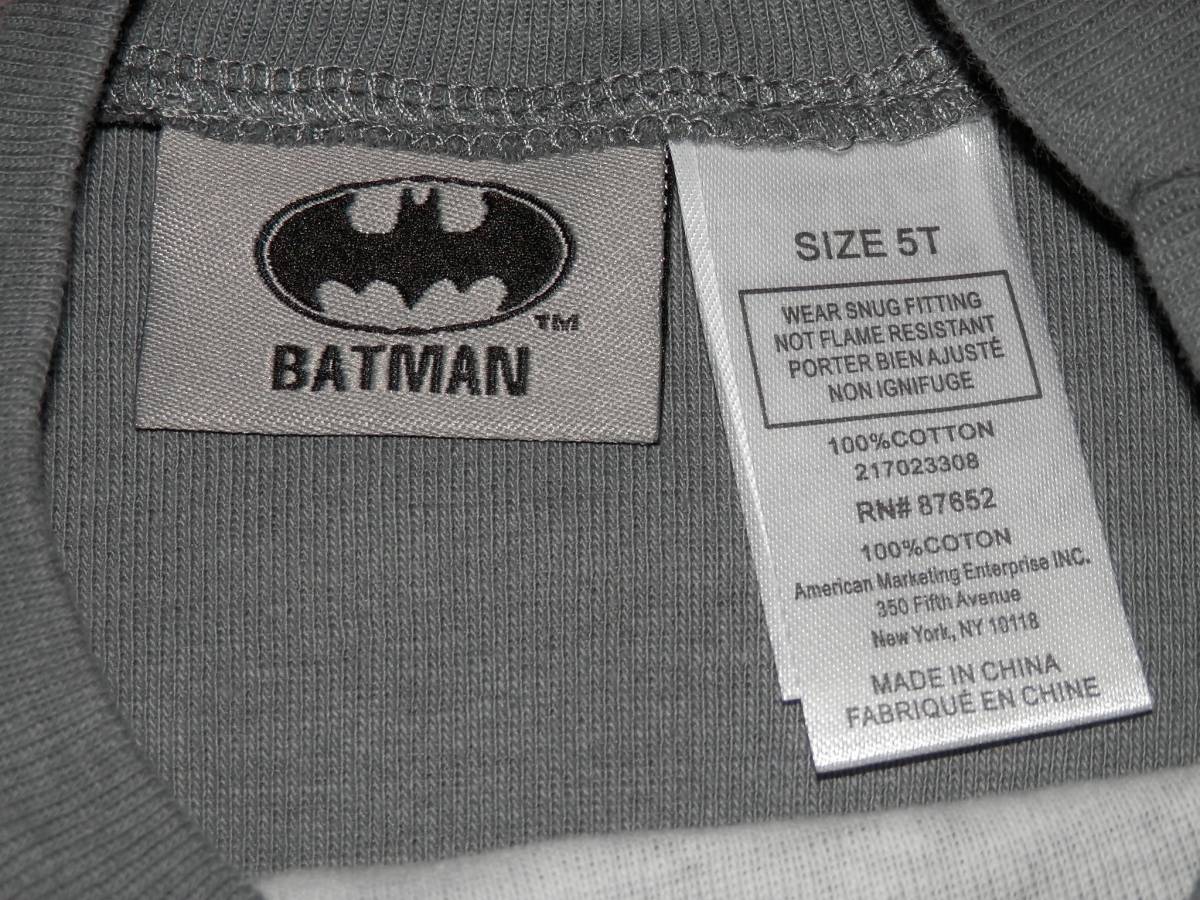 TM
BATMAN
SIZE 5T
WEAR SNUG FITTING
NOT FLAME RESISTANT
PORTER BIEN AJUSTÉ
NON IGNIFUGE
100%COTTON
217023308
RN# 87652
100%COTON
American Marketing Enterprise INC.
350 Fifth Avenue
New York, NY 10118
MADE IN CHINA
FABRIQUÉ EN CHINE